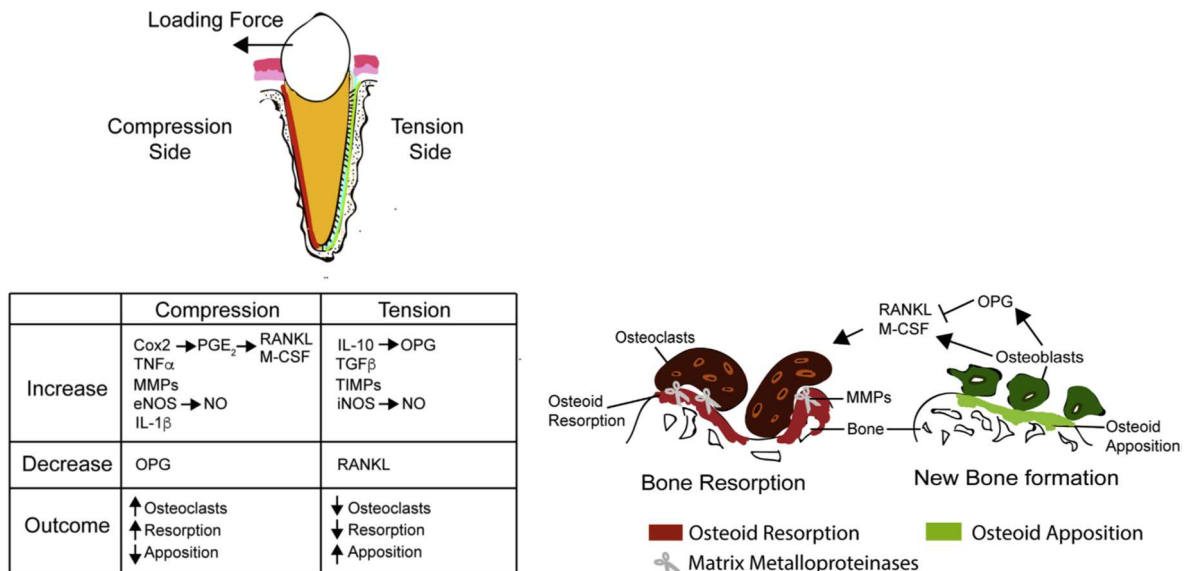 Loading Force
Compression
Side
Tension
Side
Compression Tension
Increase
Cox2 → PGE₂ → RANKL
M-CSF
TNFα
MMPs
eNOS → NO
IL-1β
IL-10 → OPG
TGFβ
TIMPs
iNOS → NO
Decrease OPG RANKL
Outcome
↑ Osteoclasts
↑ Resorption
↓ Apposition
↓ Osteoclasts
↓ Resorption
↑ Apposition
RANKL
M-CSF
OPG
Osteoclasts
Osteoblasts
Osteoid
Resorption
MMPs
Bone
Osteoid
Apposition
Bone Resorption
New Bone formation
Osteoid Resorption
Osteoid Apposition
Matrix Metalloproteinases